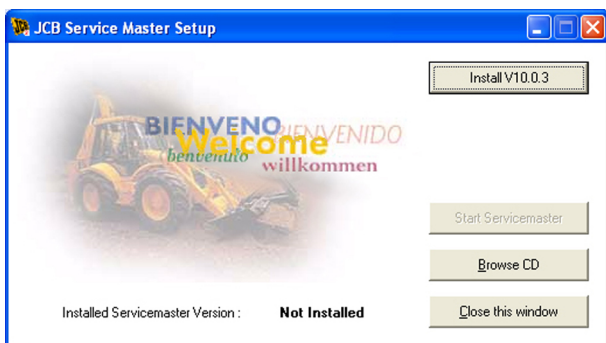 JCB Service Master Setup
Install V10.0.3
BIENVENO
BIENVENIDO
Welcome
benvenuto
willkommen
Start Servicemaster
Browse CD
Installed Servicemaster Version : Not Installed
Close this window